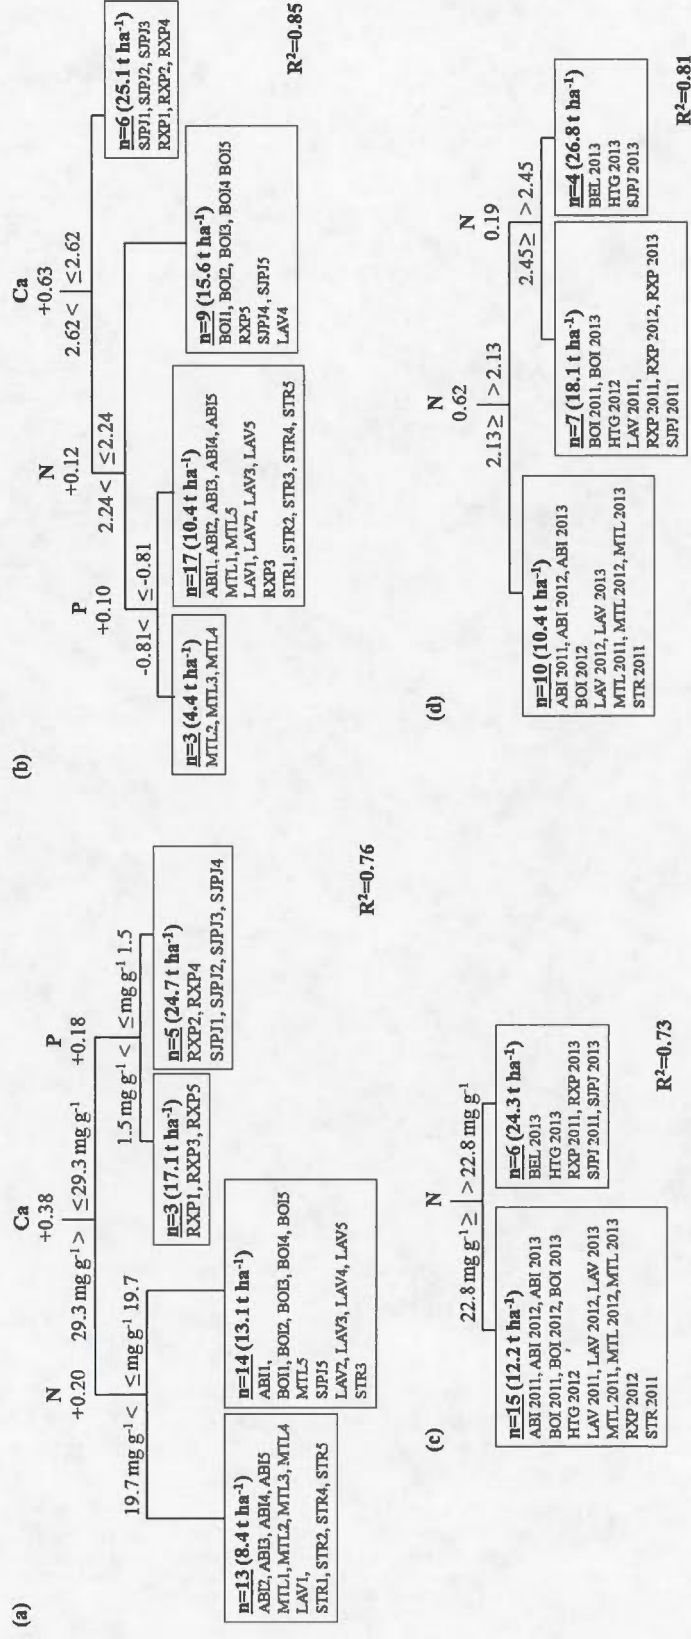 (a)
Ca
+0.38
29.3 mg g-1 > ≤29.3 mg g-1
N
+0.20
19.7 mg g-1 < ≤mg g-1 19.7
P
+0.18
1.5 mg g-1 < ≤mg g-1 1.5
n=13 (8.4 t ha-1)
ABI2, ABI3, ABI4, ABI5
MTL1, MTL2, MTL3, MTL4
LAV1,
STR1, STR2, STR4, STR5
n=14 (13.1 t ha-1)
ABI1,
BOI1, BOI2, BOI3, BOI4, BOI5
MTL5
SJPJ5
LAV2, LAV3, LAV4, LAV5
STR3
n=3 (17.1 t ha-1)
RXP1, RXP3, RXP5
n=5 (24.7 t ha-1)
RXP2, RXP4
SJPJ1, SJPJ2, SJPJ3, SJPJ4
R2=0.76
(b)
Ca
+0.63
2.62 < ≤2.62
N
+0.12
2.24 < ≤2.24
P
+0.10
-0.81< ≤-0.81
n=3 (4.4 t ha-1)
MTL2, MTL3, MTL4
n=17 (10.4 t ha-1)
ABI1, ABI2, ABI3, ABI4, ABI5
MTL1, MTL5
LAV1, LAV2, LAV3, LAV5
RXP3
STR1, STR2, STR3, STR4, STR5
n=9 (15.6 t ha-1)
BOI1, BOI2, BOI3, BOI4 BOI5
RXP5
SJPJ4, SJPJ5
LAV4
n=6 (25.1 t ha-1)
SJPJ1, SJPJ2, SJPJ3
RXP1, RXP2, RXP4
R2=0.85
(c)
N
22.8 mg g-1 ≥ > 22.8 mg g-1
n=15 (12.2 t ha-1)
ABI 2011, ABI 2012, ABI 2013
BOI 2011, BOI 2012, BOI 2013
HTG 2012
LAV 2011, LAV 2012, LAV 2013
MTL 2011, MTL 2012, MTL 2013
RXP 2012
STR 2011
n=6 (24.3 t ha-1)
BEL 2013
HTG 2013
RXP 2011, RXP 2013
SJPJ 2011, SJPJ 2013
R2=0.73
(d)
N
0.62
2.13≥ > 2.13
N
0.19
2.45≥ > 2.45
n=10 (10.4 t ha-1)
ABI 2011, ABI 2012, ABI 2013
BOI 2012
LAV 2012, LAV 2013
MTL 2011, MTL 2012, MTL 2013
STR 2011
n=7 (18.1 t ha-1)
BOI 2011, BOI 2013
HTG 2012
LAV 2011,
RXP 2011, RXP 2012, RXP 2013
SJPJ 2011
n=4 (26.8 t ha-1)
BEL 2013
HTG 2013
SJPJ 2013
R2=0.81